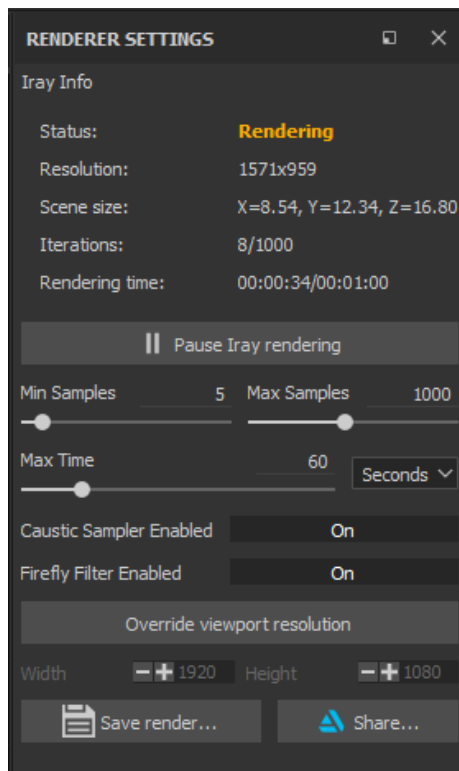 RENDERER SETTINGS
Iray Info
Status: Rendering
Resolution: 1571x959
Scene size: X=8.54, Y=12.34, Z=16.80
Iterations: 8/1000
Rendering time: 00:00:34/00:01:00
Pause Iray rendering
Min Samples 5 Max Samples 1000
Max Time 60 Seconds
Caustic Sampler Enabled On
Firefly Filter Enabled On
Override viewport resolution
Width 1920 Height 1080
Save render... Share...